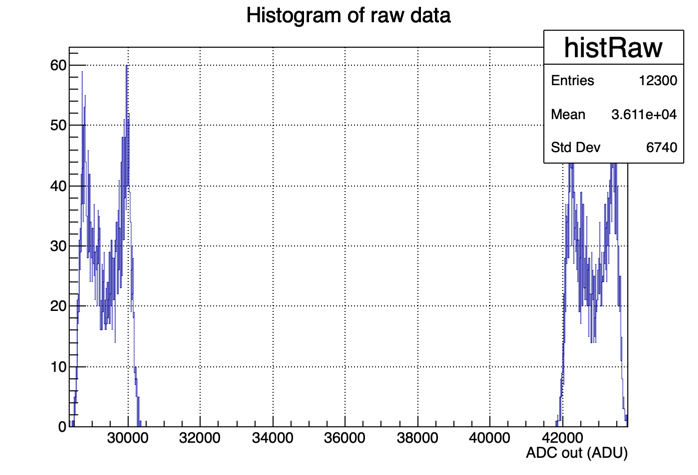 Histogram of raw data
histRaw
Entries 12300
Mean 3.611e+04
Std Dev 6740
60
50
40
30
20
10
0
30000 32000 34000 36000 38000 40000 42000
ADC out (ADU)